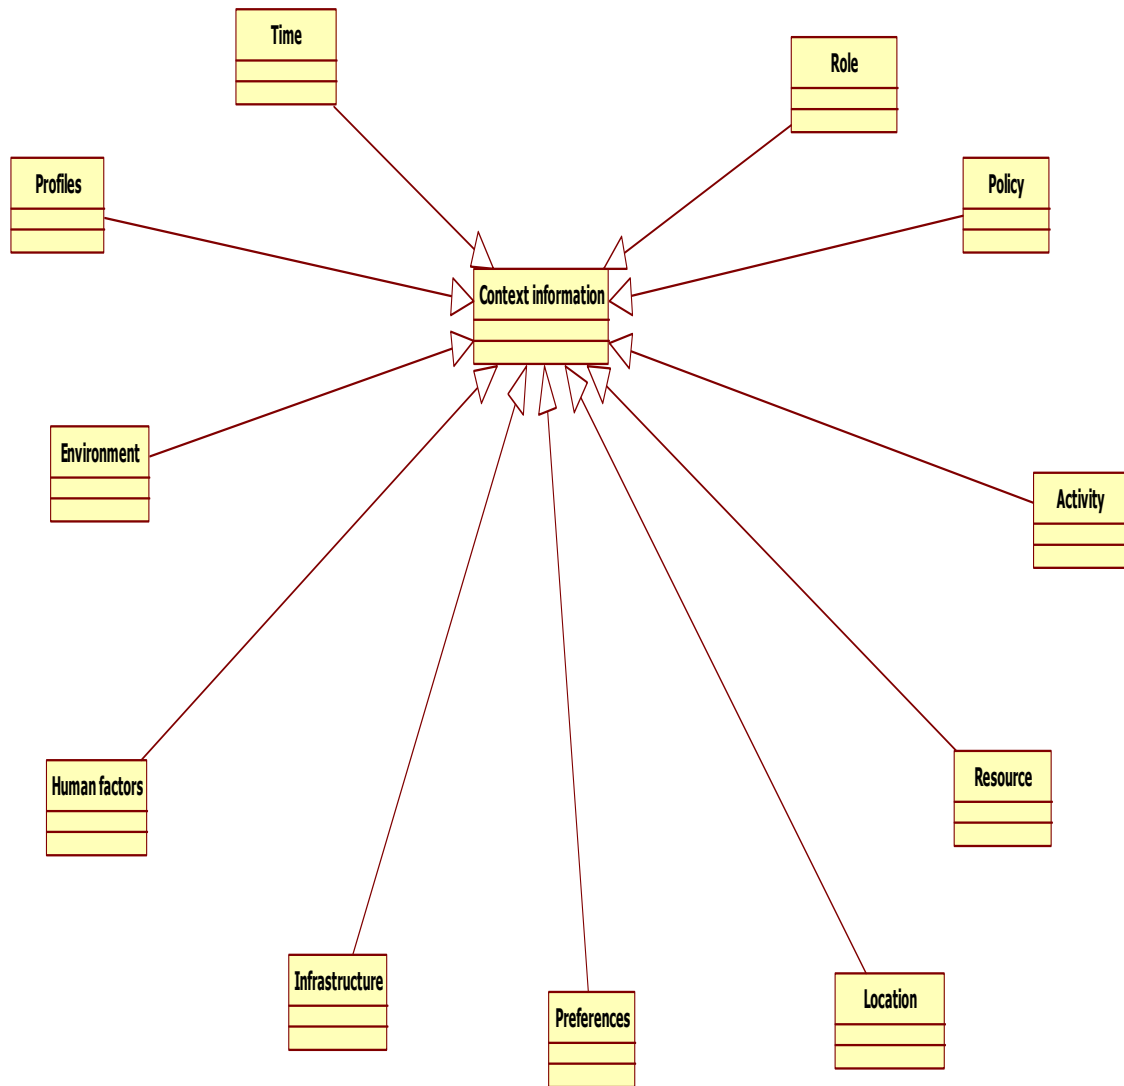 Time
Role
Profiles
Policy
Context information
Environment
Activity
Human factors
Resource
Infrastructure
Preferences
Location